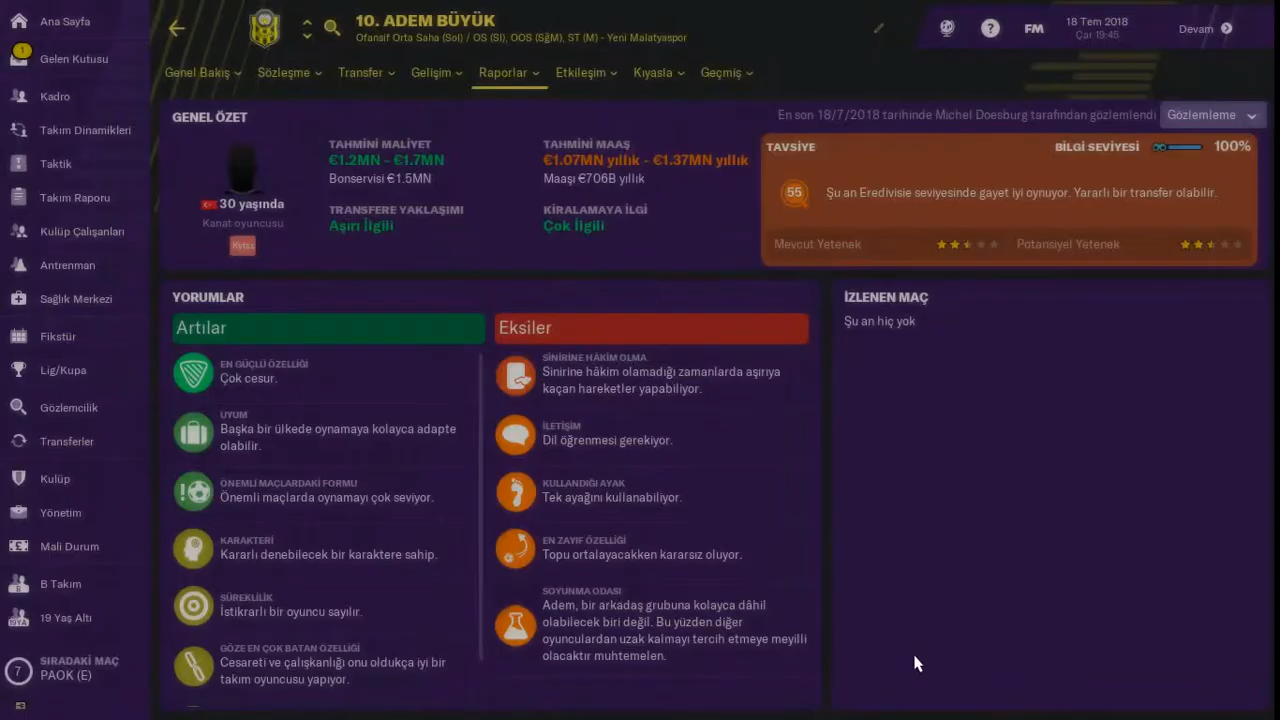 Ana Sayfa
1
Gelen Kutusu
Kadro
Takım Dinamikleri
Taktik
Takım Raporu
Kulüp Çalışanları
Antrenman
Sağlık Merkezi
Fikstür
Lig/Kupa
Gözlemcilik
Transferler
Kulüp
Yönetim
Mali Durum
B Takım
19 Yaş Altı
7
SIRADAKİ MAÇ
PAOK (E)
10. ADEM BÜYÜK
Ofansif Orta Saha (Sol) / OS (Sl), OOS (SğM), ST (M) - Yeni Malatyaspor
?
FM
18 Tem 2018
Çar 19:45
Devam
Genel Bakış
Sözleşme
Transfer
Gelişim
Raporlar
Etkileşim
Kıyasla
Geçmiş
GENEL ÖZET
En son 18/7/2018 tarihinde Michel Doesburg tarafından gözlemlendi
Gözlemleme
30 yaşında
Kanat oyuncusu
TAHMİNİ MALİYET
€1.2MN - €1.7MN
Bonservisi €1.5MN
TRANSFERE YAKLAŞIMI
Aşırı İlgili
TAHMİNİ MAAŞ
€1.07MN yıllık - €1.37MN yıllık
Maaşı €706B yıllık
KİRALAMAYA İLGİ
Çok İlgili
TAVSİYE
BİLGİ SEVİYESİ
100%
55
Şu an Eredivisie seviyesinde gayet iyi oynuyor. Yararlı bir transfer olabilir.
Mevcut Yetenek
Potansiyel Yetenek
YORUMLAR
Artılar
EN GÜÇLÜ ÖZELLİĞİ
Çok cesur.
UYUM
Başka bir ülkede oynamaya kolayca adapte
olabilir.
ÖNEMLİ MAÇLARDAKİ FORMU
Önemli maçlarda oynamayı çok seviyor.
KARAKTERİ
Kararlı denebilecek bir karaktere sahip.
SÜREKLİLİK
İstikrarlı bir oyuncu sayılır.
GÖZE EN ÇOK BATAN ÖZELLİĞİ
Cesareti ve çalışkanlığı onu oldukça iyi bir
takım oyuncusu yapıyor.
Eksiler
SİNİRİNE HÂKİM OLMA
Sinirine hâkim olamadığı zamanlarda aşırıya
kaçan hareketler yapabiliyor.
İLETİŞİM
Dil öğrenmesi gerekiyor.
KULLANDIĞI AYAK
Tek ayağını kullanabiliyor.
EN ZAYIF ÖZELLİĞİ
Topu ortalayacakken kararsız oluyor.
SOYUNMA ODASI
Adem, bir arkadaş grubuna kolayca dâhil
olabilecek biri değil. Bu yüzden diğer
oyunculardan uzak kalmayı tercih etmeye meyilli
olacaktır muhtemelen.
İZLENEN MAÇ
Şu an hiç yok